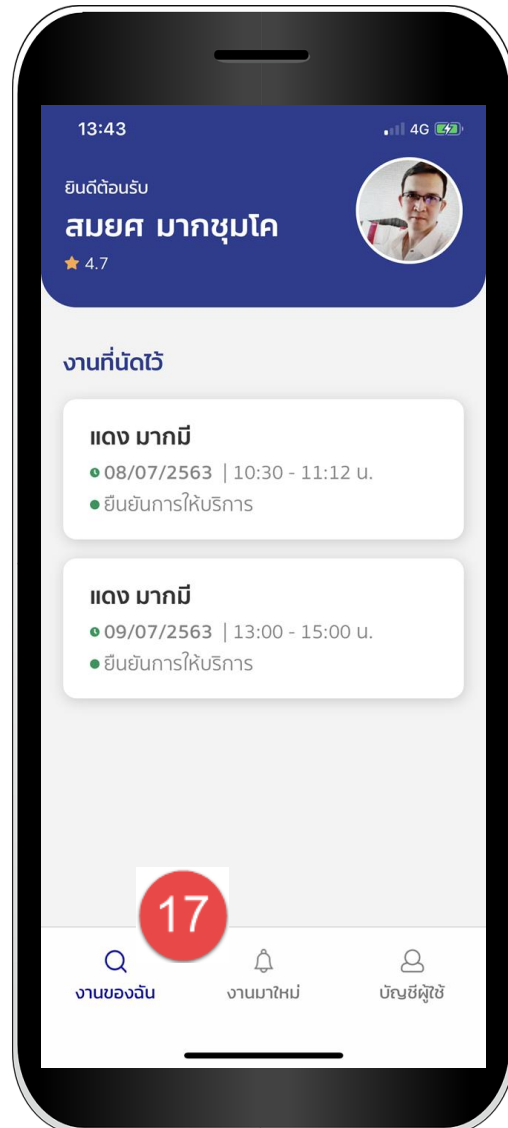 13:43
4G
ยินดีต้อนรับ
สมยศ มากชุมโค
4.7
งานที่นัดไว้
แดง มากมี
08/07/2563 | 10:30 - 11:12 น.
ยืนยันการให้บริการ
แดง มากมี
09/07/2563 | 13:00 - 15:00 น.
ยืนยันการให้บริการ
17
งานของฉัน งานมาใหม่ บัญชีผู้ใช้